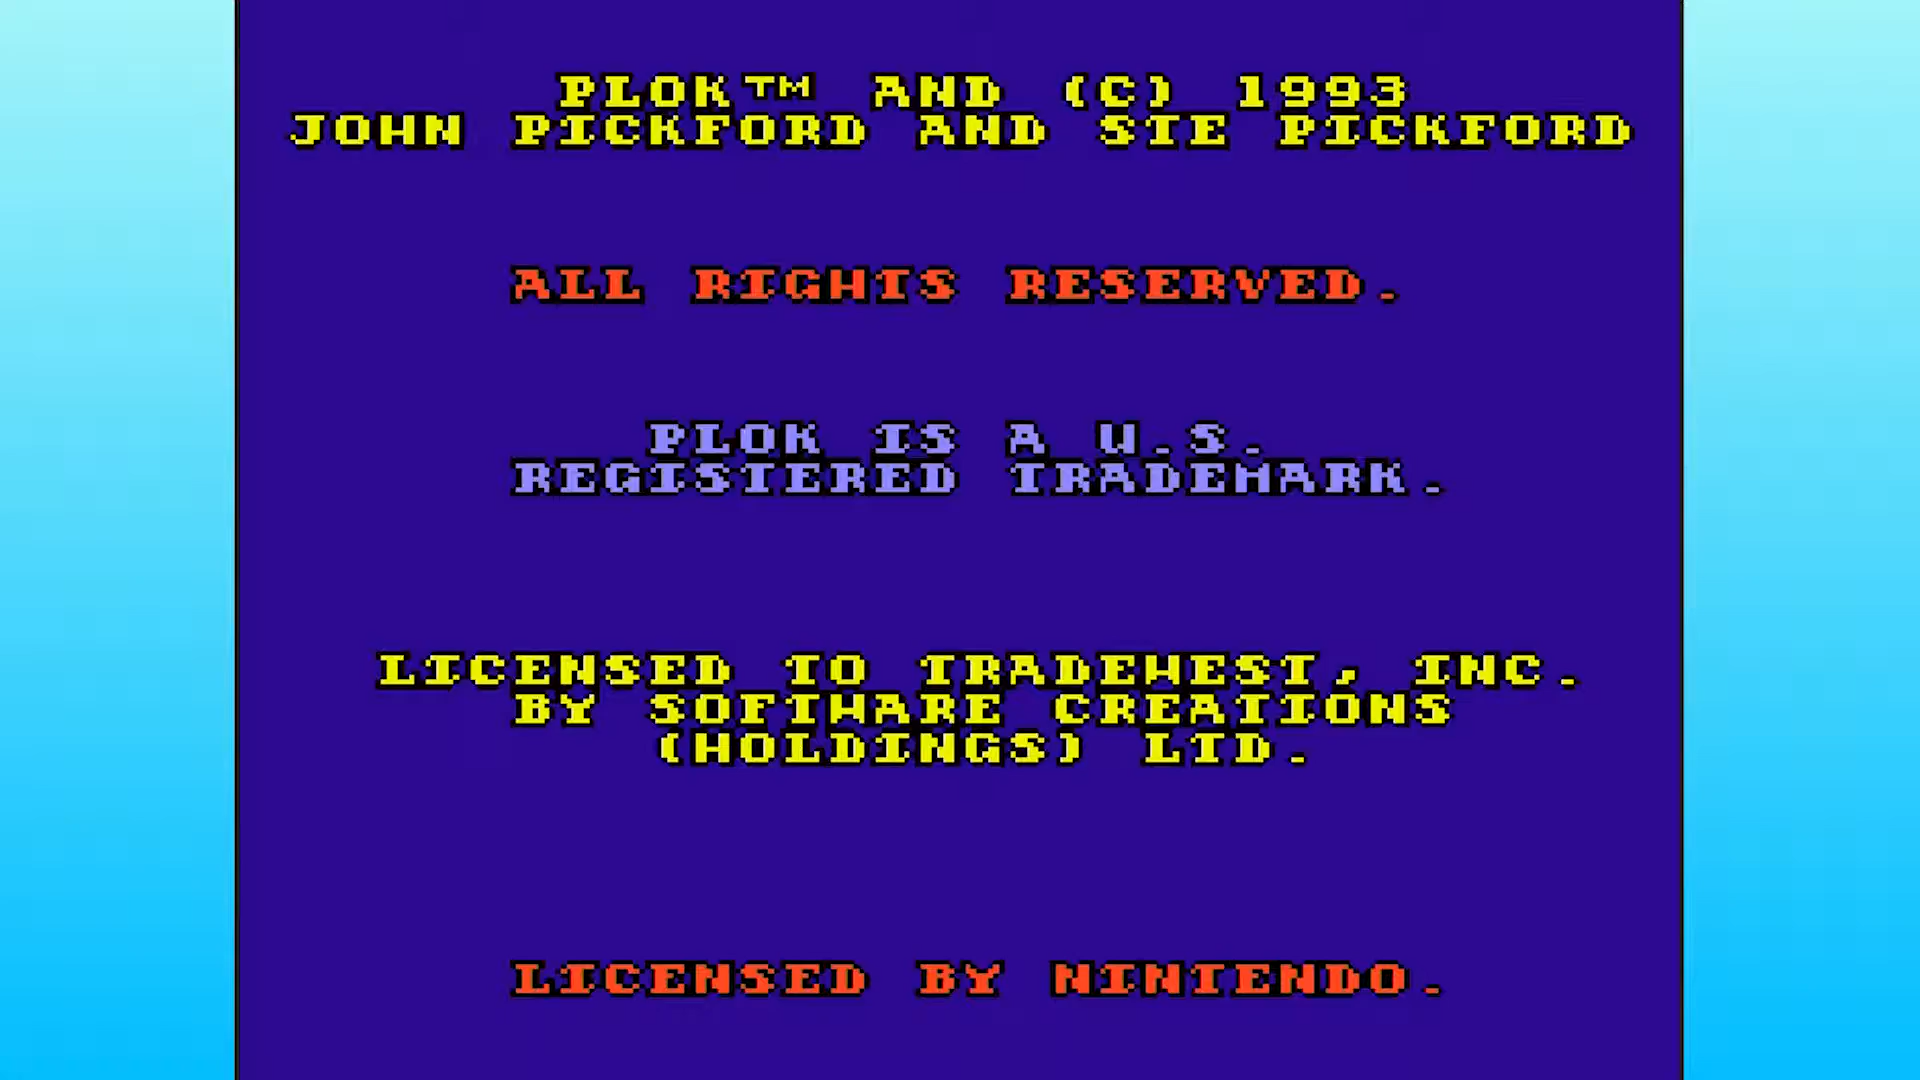 PLOK™ AND (C) 1993
JOHN PICKFORD AND STE PICKFORD
ALL RIGHTS RESERVED.
PLOK IS A U.S.
REGISTERED TRADEMARK.
LICENSED TO TRADEWEST, INC.
BY SOFTWARE CREATIONS
(HOLDINGS) LTD.
LICENSED BY NINTENDO.